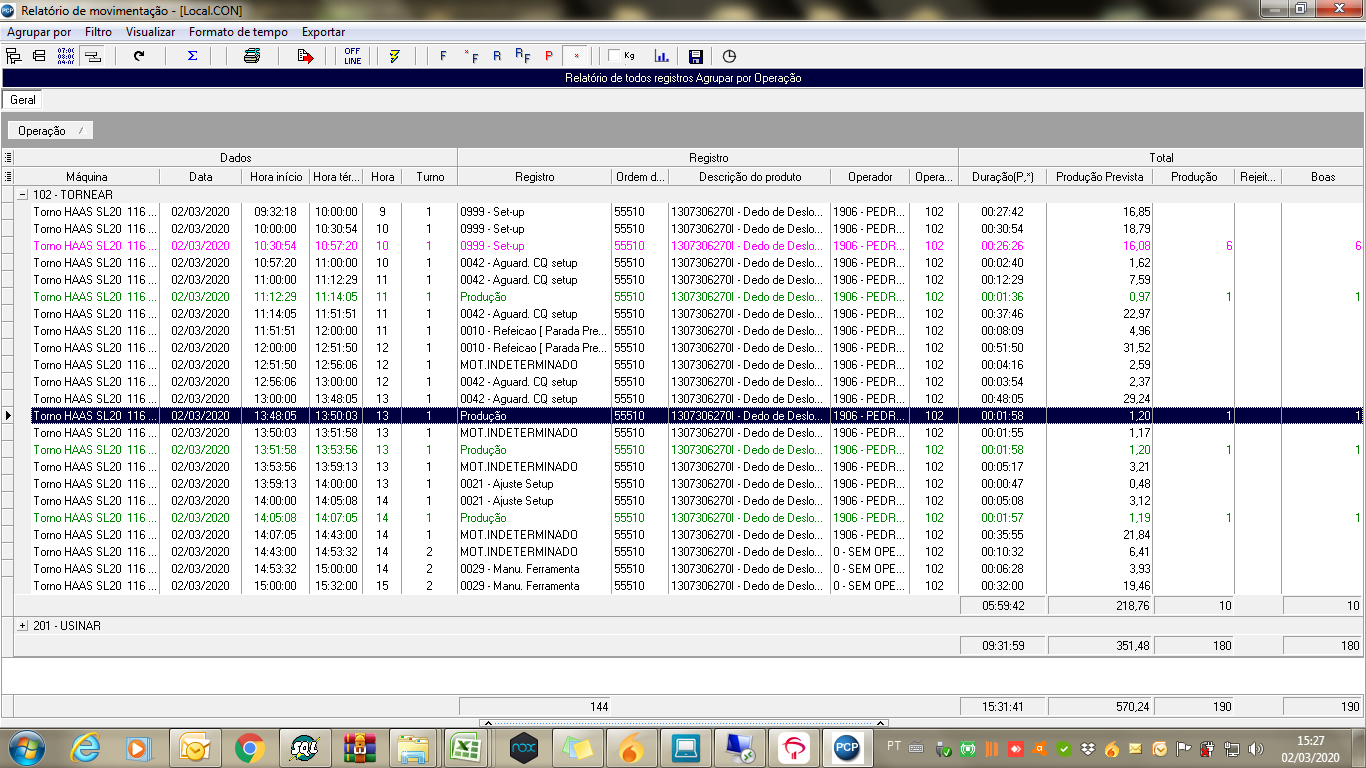 Relatório de movimentação - [Local.CON]
Agrupar por Filtro Visualizar Formato de tempo Exportar
OFF LINE F *F R RF P * Kg
Relatório de todos registros Agrupar por Operação
Geral
Operação
Dados Registro Total
Máquina Data Hora início Hora tér... Hora Turno Registro Ordem d... Descrição do produto Operador Opera... Duração(P,*) Produção Prevista Produção Rejeit... Boas
102 - TORNEAR
Torno HAAS SL20 116 ... 02/03/2020 09:32:18 10:00:00 9 1 0999 - Set-up 55510 1307306270I - Dedo de Deslo... 1906 - PEDR... 102 00:27:42 16,85
Torno HAAS SL20 116 ... 02/03/2020 10:00:00 10:30:54 10 1 0999 - Set-up 55510 1307306270I - Dedo de Deslo... 1906 - PEDR... 102 00:30:54 18,79
Torno HAAS SL20 116 ... 02/03/2020 10:30:54 10:57:20 10 1 0999 - Set-up 55510 1307306270I - Dedo de Deslo... 1906 - PEDR... 102 00:26:26 16,08 6 6
Torno HAAS SL20 116 ... 02/03/2020 10:57:20 11:00:00 10 1 0042 - Aguard. CQ setup 55510 1307306270I - Dedo de Deslo... 1906 - PEDR... 102 00:02:40 1,62
Torno HAAS SL20 116 ... 02/03/2020 11:00:00 11:12:29 11 1 0042 - Aguard. CQ setup 55510 1307306270I - Dedo de Deslo... 1906 - PEDR... 102 00:12:29 7,59
Torno HAAS SL20 116 ... 02/03/2020 11:12:29 11:14:05 11 1 Produção 55510 1307306270I - Dedo de Deslo... 1906 - PEDR... 102 00:01:36 0,97 1 1
Torno HAAS SL20 116 ... 02/03/2020 11:14:05 11:51:51 11 1 0042 - Aguard. CQ setup 55510 1307306270I - Dedo de Deslo... 1906 - PEDR... 102 00:37:46 22,97
Torno HAAS SL20 116 ... 02/03/2020 11:51:51 12:00:00 11 1 0010 - Refeicao [ Parada Pre... 55510 1307306270I - Dedo de Deslo... 1906 - PEDR... 102 00:08:09 4,96
Torno HAAS SL20 116 ... 02/03/2020 12:00:00 12:51:50 12 1 0010 - Refeicao [ Parada Pre... 55510 1307306270I - Dedo de Deslo... 1906 - PEDR... 102 00:51:50 31,52
Torno HAAS SL20 116 ... 02/03/2020 12:51:50 12:56:06 12 1 MOT.INDETERMINADO 55510 1307306270I - Dedo de Deslo... 1906 - PEDR... 102 00:04:16 2,59
Torno HAAS SL20 116 ... 02/03/2020 12:56:06 13:00:00 12 1 0042 - Aguard. CQ setup 55510 1307306270I - Dedo de Deslo... 1906 - PEDR... 102 00:03:54 2,37
Torno HAAS SL20 116 ... 02/03/2020 13:00:00 13:48:05 13 1 0042 - Aguard. CQ setup 55510 1307306270I - Dedo de Deslo... 1906 - PEDR... 102 00:48:05 29,24
Torno HAAS SL20 116 ... 02/03/2020 13:48:05 13:50:03 13 1 Produção 55510 1307306270I - Dedo de Deslo... 1906 - PEDR... 102 00:01:58 1,20 1 1
Torno HAAS SL20 116 ... 02/03/2020 13:50:03 13:51:58 13 1 MOT.INDETERMINADO 55510 1307306270I - Dedo de Deslo... 1906 - PEDR... 102 00:01:55 1,17
Torno HAAS SL20 116 ... 02/03/2020 13:51:58 13:53:56 13 1 Produção 55510 1307306270I - Dedo de Deslo... 1906 - PEDR... 102 00:01:58 1,20 1 1
Torno HAAS SL20 116 ... 02/03/2020 13:53:56 13:59:13 13 1 MOT.INDETERMINADO 55510 1307306270I - Dedo de Deslo... 1906 - PEDR... 102 00:05:17 3,21
Torno HAAS SL20 116 ... 02/03/2020 13:59:13 14:00:00 13 1 0021 - Ajuste Setup 55510 1307306270I - Dedo de Deslo... 1906 - PEDR... 102 00:00:47 0,48
Torno HAAS SL20 116 ... 02/03/2020 14:00:00 14:05:08 14 1 0021 - Ajuste Setup 55510 1307306270I - Dedo de Deslo... 1906 - PEDR... 102 00:05:08 3,12
Torno HAAS SL20 116 ... 02/03/2020 14:05:08 14:07:05 14 1 Produção 55510 1307306270I - Dedo de Deslo... 1906 - PEDR... 102 00:01:57 1,19 1 1
Torno HAAS SL20 116 ... 02/03/2020 14:07:05 14:43:00 14 1 MOT.INDETERMINADO 55510 1307306270I - Dedo de Deslo... 1906 - PEDR... 102 00:35:55 21,84
Torno HAAS SL20 116 ... 02/03/2020 14:43:00 14:53:32 14 2 MOT.INDETERMINADO 55510 1307306270I - Dedo de Deslo... 0 - SEM OPE... 102 00:10:32 6,41
Torno HAAS SL20 116 ... 02/03/2020 14:53:32 15:00:00 14 2 0029 - Manu. Ferramenta 55510 1307306270I - Dedo de Deslo... 0 - SEM OPE... 102 00:06:28 3,93
Torno HAAS SL20 116 ... 02/03/2020 15:00:00 15:32:00 15 2 0029 - Manu. Ferramenta 55510 1307306270I - Dedo de Deslo... 0 - SEM OPE... 102 00:32:00 19,46
05:59:42 218,76 10 10
201 - USINAR
09:31:59 351,48 180 180
144 15:31:41 570,24 190 190
PT 15:27
02/03/2020